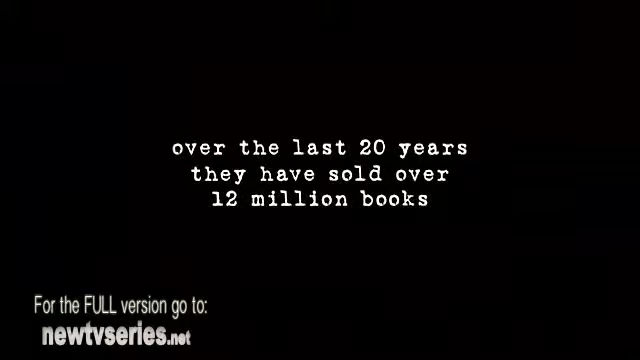 over the last 20 years
they have sold over
12 million books
For the FULL version go to:
newtvseries.net